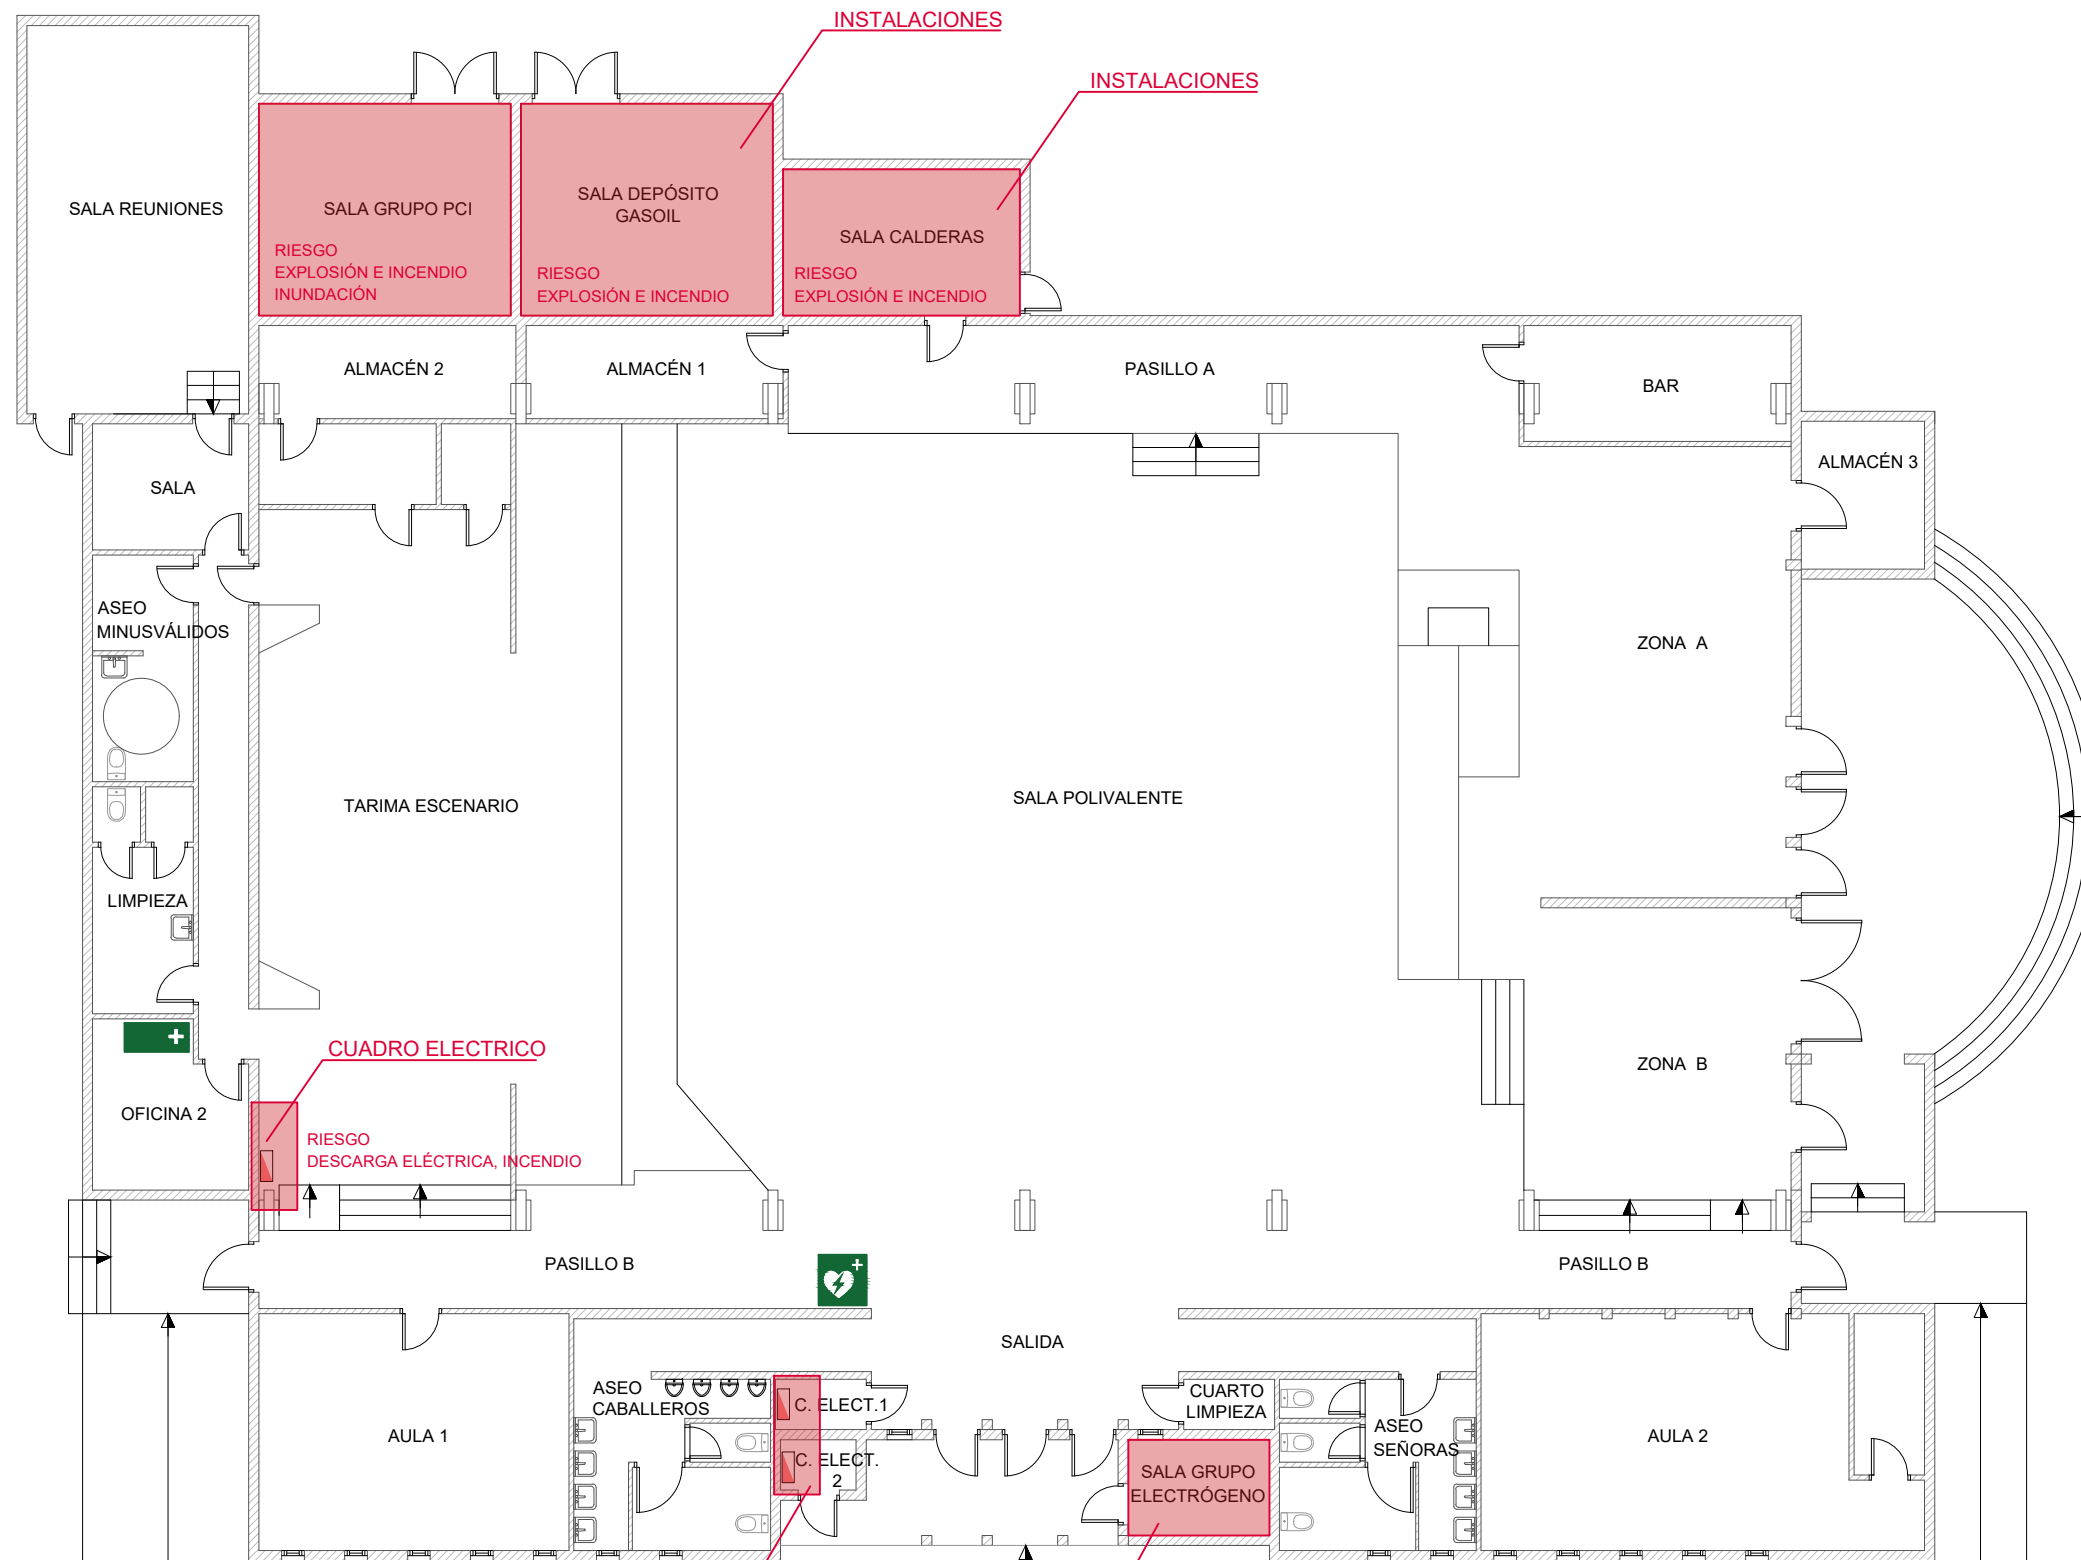 INSTALACIONES
INSTALACIONES
SALA REUNIONES
SALA GRUPO PCI
RIESGO
EXPLOSIÓN E INCENDIO
INUNDACIÓN
SALA DEPÓSITO
GASOIL
RIESGO
EXPLOSIÓN E INCENDIO
SALA CALDERAS
RIESGO
EXPLOSIÓN E INCENDIO
ALMACÉN 2
ALMACÉN 1
PASILLO A
BAR
ALMACÉN 3
SALA
ASEO
MINUSVÁLIDOS
ZONA A
TARIMA ESCENARIO
SALA POLIVALENTE
LIMPIEZA
CUADRO ELECTRICO
ZONA B
OFICINA 2
RIESGO
DESCARGA ELÉCTRICA, INCENDIO
PASILLO B
PASILLO B
SALIDA
ASEO
CABALLEROS
C. ELECT.1
CUARTO
LIMPIEZA
ASEO
SEÑORAS
AULA 1
AULA 2
C. ELECT.
2
SALA GRUPO
ELECTRÓGENO